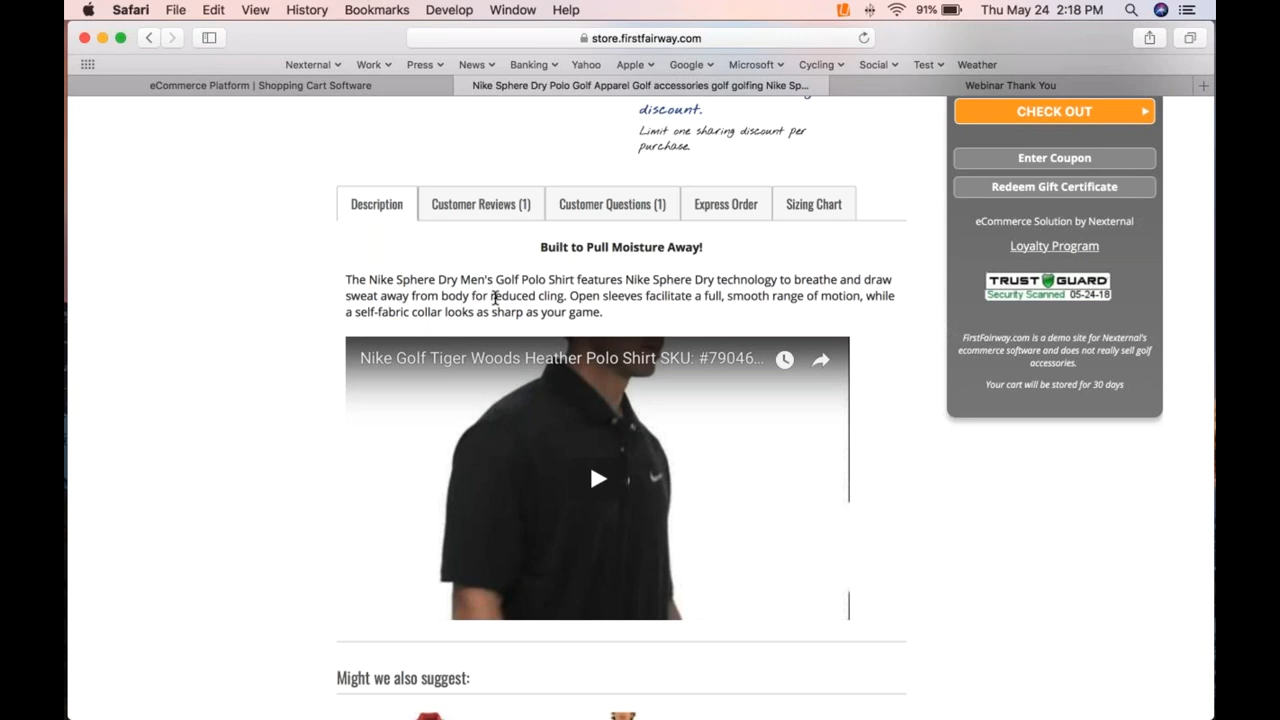 Safari File Edit View History Bookmarks Develop Window Help 91% Thu May 24 2:18 PM
store.firstfairway.com
Nexternal Work Press News Banking Yahoo Apple Google Microsoft Cycling Social Test Weather
eCommerce Platform | Shopping Cart Software Nike Sphere Dry Polo Golf Apparel Golf accessories golf golfing Nike Sp... Webinar Thank You
discount.
Limit one sharing discount per
purchase.
Description Customer Reviews (1) Customer Questions (1) Express Order Sizing Chart
Built to Pull Moisture Away!
The Nike Sphere Dry Men's Golf Polo Shirt features Nike Sphere Dry technology to breathe and draw
sweat away from body for reduced cling. Open sleeves facilitate a full, smooth range of motion, while
a self-fabric collar looks as sharp as your game.
Nike Golf Tiger Woods Heather Polo Shirt SKU: #79046...
Might we also suggest:
CHECK OUT
Enter Coupon
Redeem Gift Certificate
eCommerce Solution by Nexternal
Loyalty Program
TRUST GUARD
Security Scanned 05-24-18
FirstFairway.com is a demo site for Nexternal's
ecommerce software and does not really sell golf
accessories.
Your cart will be stored for 30 days